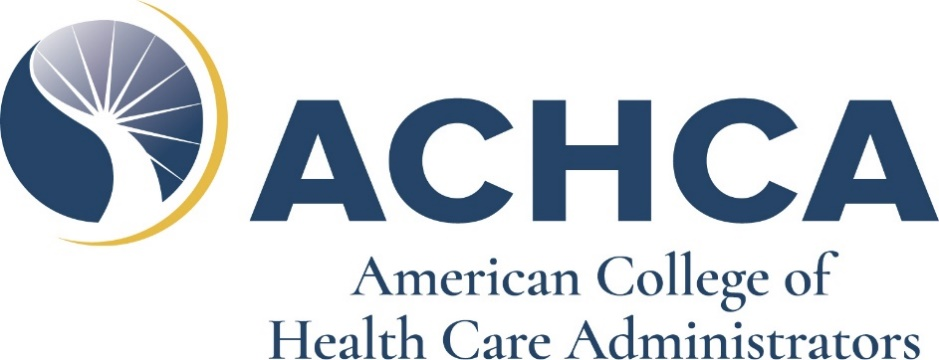 ACHCA
American College of
Health Care Administrators